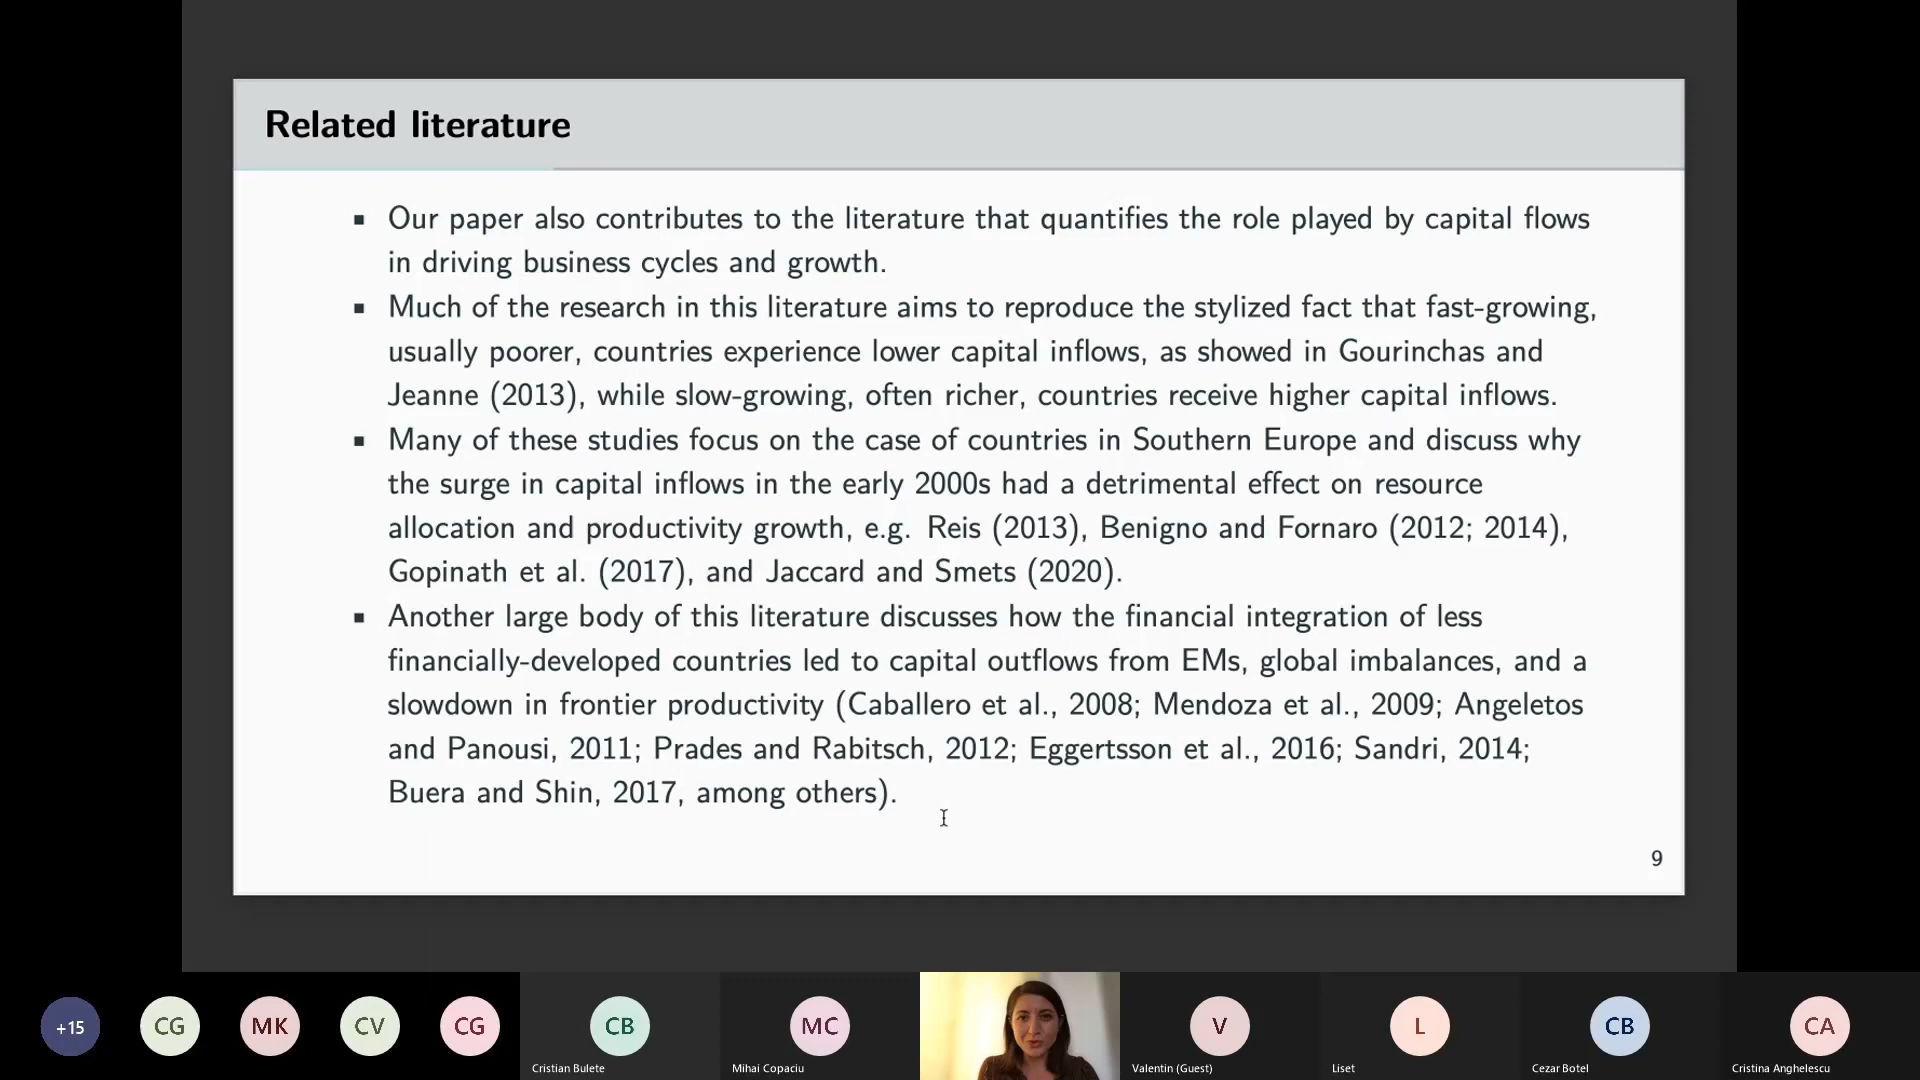 Related literature
▪ Our paper also contributes to the literature that quantifies the role played by capital flows
in driving business cycles and growth.
▪ Much of the research in this literature aims to reproduce the stylized fact that fast-growing,
usually poorer, countries experience lower capital inflows, as showed in Gourinchas and
Jeanne (2013), while slow-growing, often richer, countries receive higher capital inflows.
▪ Many of these studies focus on the case of countries in Southern Europe and discuss why
the surge in capital inflows in the early 2000s had a detrimental effect on resource
allocation and productivity growth, e.g. Reis (2013), Benigno and Fornaro (2012; 2014),
Gopinath et al. (2017), and Jaccard and Smets (2020).
▪ Another large body of this literature discusses how the financial integration of less
financially-developed countries led to capital outflows from EMs, global imbalances, and a
slowdown in frontier productivity (Caballero et al., 2008; Mendoza et al., 2009; Angeletos
and Panousi, 2011; Prades and Rabitsch, 2012; Eggertsson et al., 2016; Sandri, 2014;
Buera and Shin, 2017, among others).
9
+15 CG MK CV CG CB MC V L CB CA
Cristian Bulete Mihai Copaciu Valentin (Guest) Liset Cezar Botel Cristina Anghelescu